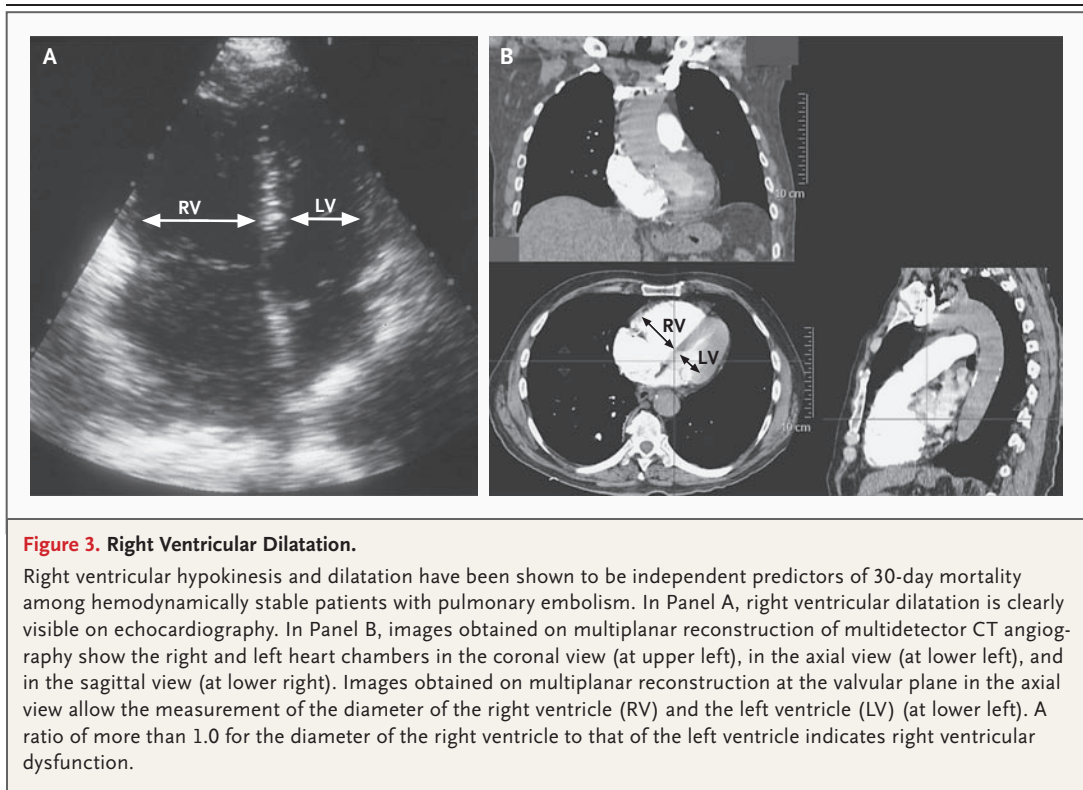 A
B
RV
LV
10 cm
RV
LV
10 cm
Figure 3. Right Ventricular Dilatation.
Right ventricular hypokinesis and dilatation have been shown to be independent predictors of 30-day mortality
among hemodynamically stable patients with pulmonary embolism. In Panel A, right ventricular dilatation is clearly
visible on echocardiography. In Panel B, images obtained on multiplanar reconstruction of multidetector CT angiog-
raphy show the right and left heart chambers in the coronal view (at upper left), in the axial view (at lower left), and
in the sagittal view (at lower right). Images obtained on multiplanar reconstruction at the valvular plane in the axial
view allow the measurement of the diameter of the right ventricle (RV) and the left ventricle (LV) (at lower left). A
ratio of more than 1.0 for the diameter of the right ventricle to that of the left ventricle indicates right ventricular
dysfunction.